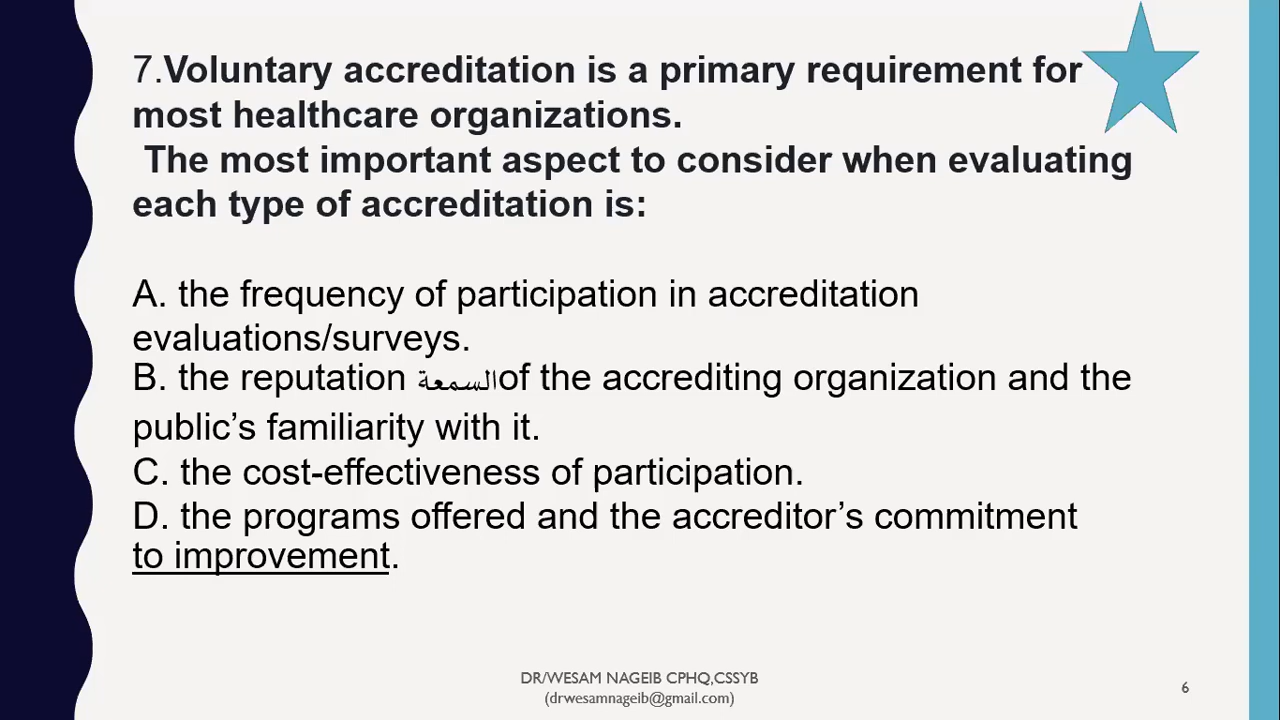 7.Voluntary accreditation is a primary requirement for
most healthcare organizations.
The most important aspect to consider when evaluating
each type of accreditation is:
A. the frequency of participation in accreditation
evaluations/surveys.
B. the reputation السمعة of the accrediting organization and the
public’s familiarity with it.
C. the cost-effectiveness of participation.
D. the programs offered and the accreditor’s commitment
to improvement.
DR/WESAM NAGEIB CPHQ,CSSYB
(drwesamnageib@gmail.com)
6